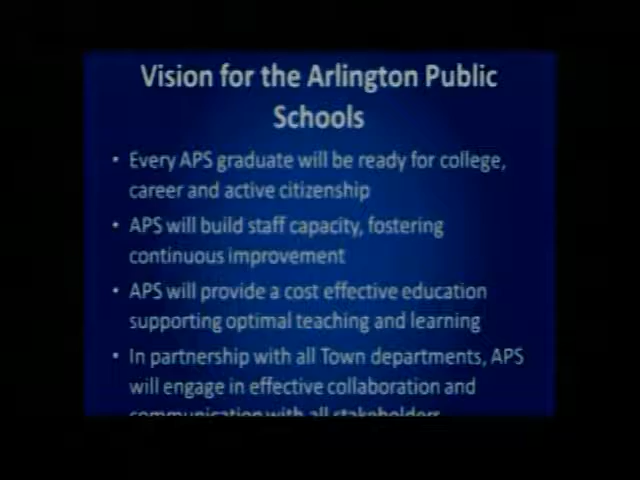 Vision for the Arlington Public
Schools
• Every APS graduate will be ready for college,
career and active citizenship
• APS will build staff capacity, fostering
continuous improvement
• APS will provide a cost effective education
supporting optimal teaching and learning
• In partnership with all Town departments, APS
will engage in effective collaboration and
communication with all stakeholders